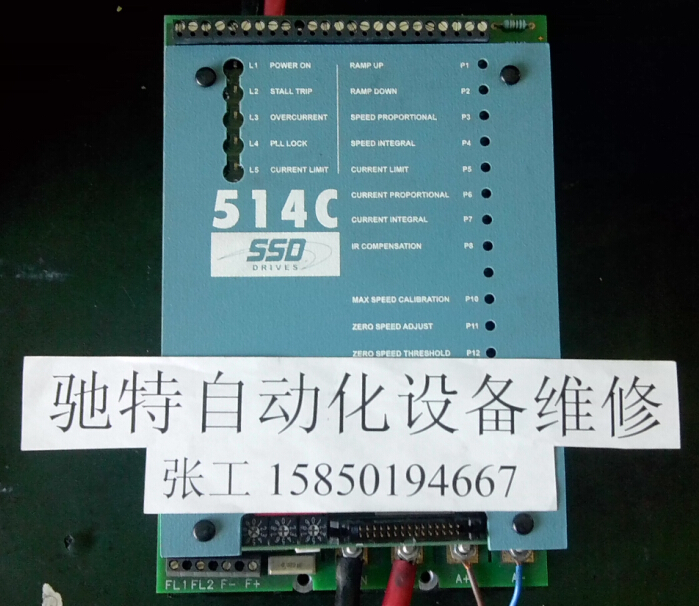 L1 POWER ON
L2 STALL TRIP
L3 OVERCURRENT
L4 PLL LOCK
L5 CURRENT LIMIT
RAMP UP P1
RAMP DOWN P2
SPEED PROPORTIONAL P3
SPEED INTEGRAL P4
CURRENT LIMIT P5
CURRENT PROPORTIONAL P6
CURRENT INTEGRAL P7
IR COMPENSATION P8
MAX SPEED CALIBRATION P10
ZERO SPEED ADJUST P11
ZERO SPEED THRESHOLD P12
514C
SSD
DRIVES
驰特自动化设备维修
张工 15850194667
FL1 FL2 F- F+
N
A+